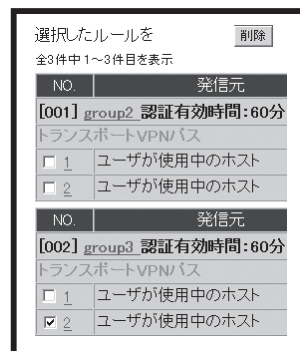 選択したルールを 削除
全3件中 1～3件目を表示
NO. 発信元
[001] group2 認証有効時間:60分
トランスポートVPNパス
1 ユーザが使用中のホスト
2 ユーザが使用中のホスト
NO. 発信元
[002] group3 認証有効時間:60分
トランスポートVPNパス
1 ユーザが使用中のホスト
2 ユーザが使用中のホスト